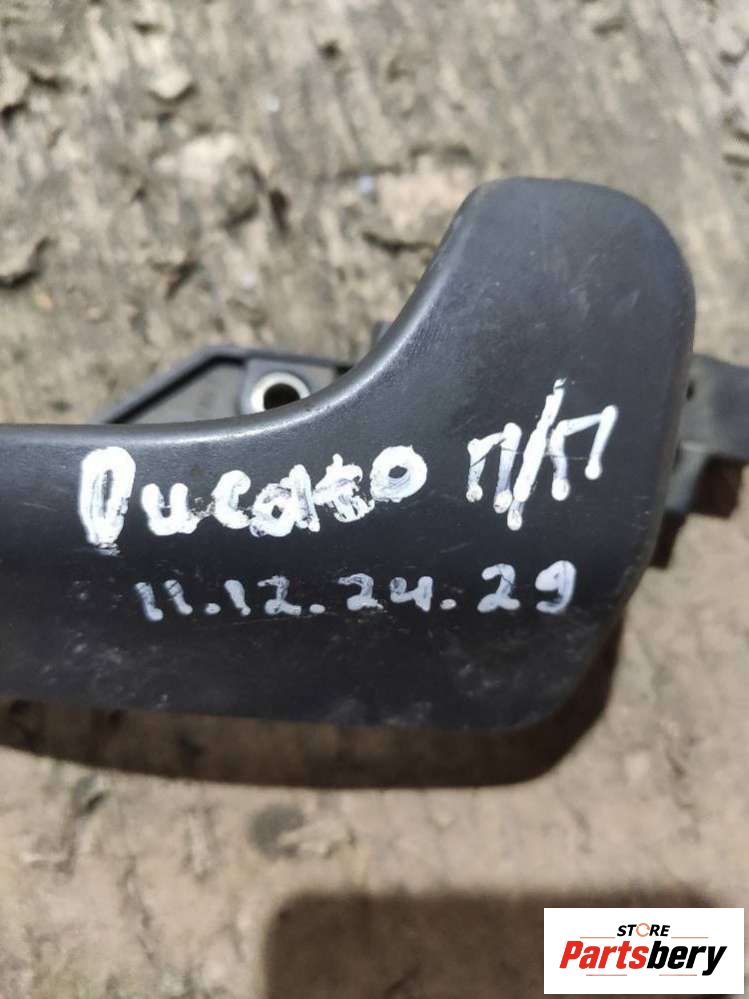 Ducato П/П
11.12.24.29
STORE
Partsbery